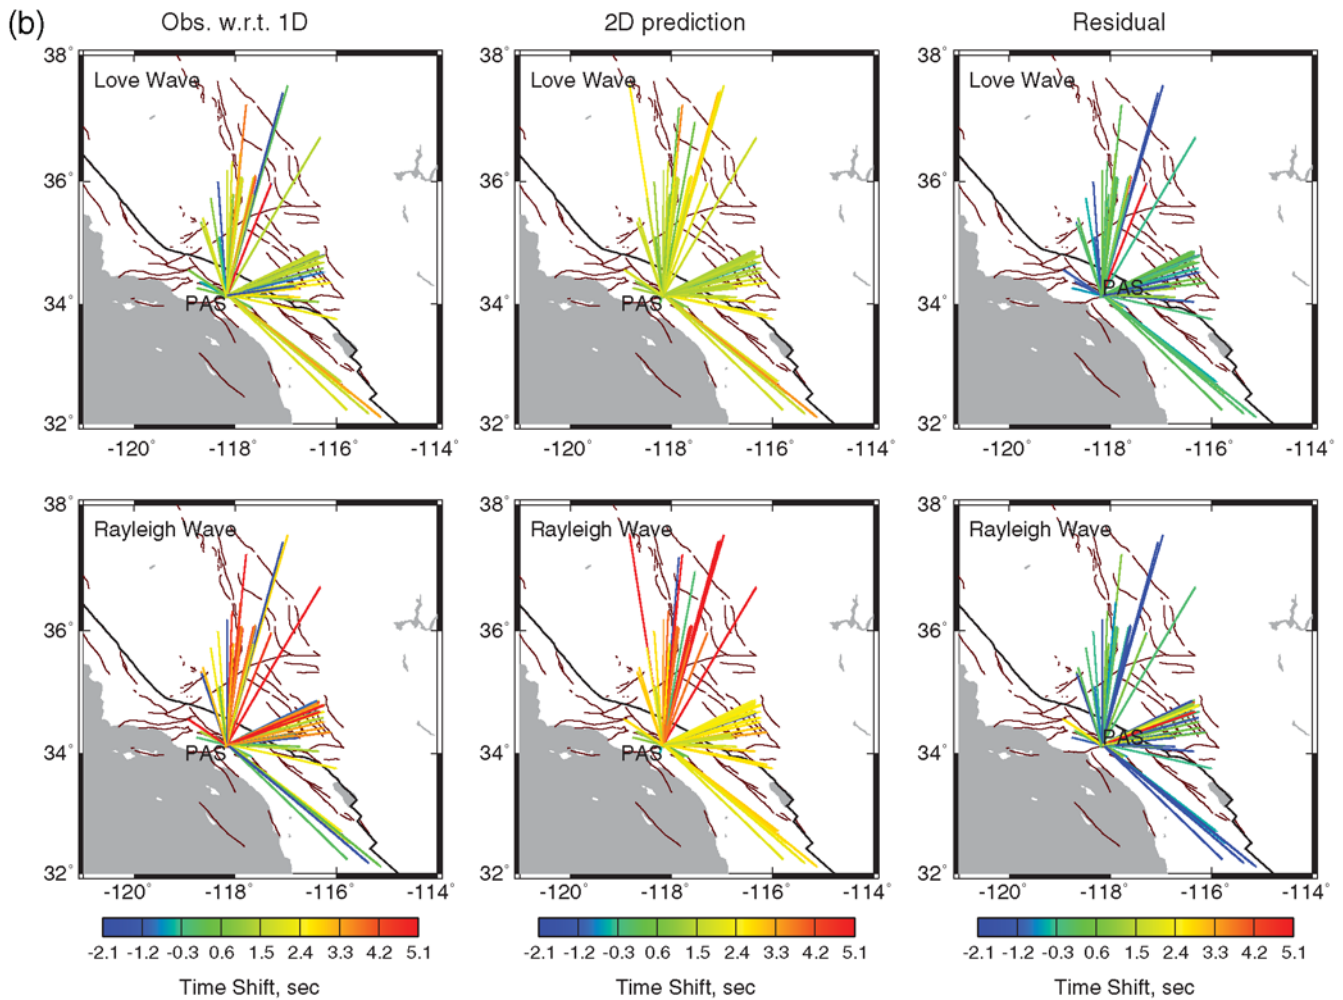 (b)
Obs. w.r.t. 1D 2D prediction Residual
38° 38° 38°
Love Wave Love Wave Love Wave
36° 36° 36°
34° 34° 34°
PAS PAS PAS
32° 32° 32°
-120° -118° -116° -114° -120° -118° -116° -114° -120° -118° -116° -114°
38° 38° 38°
Rayleigh Wave Rayleigh Wave Rayleigh Wave
36° 36° 36°
34° 34° 34°
PAS PAS PAS
32° 32° 32°
-120° -118° -116° -114° -120° -118° -116° -114° -120° -118° -116° -114°
-2.1 -1.2 -0.3 0.6 1.5 2.4 3.3 4.2 5.1 -2.1 -1.2 -0.3 0.6 1.5 2.4 3.3 4.2 5.1 -2.1 -1.2 -0.3 0.6 1.5 2.4 3.3 4.2 5.1
Time Shift, sec Time Shift, sec Time Shift, sec